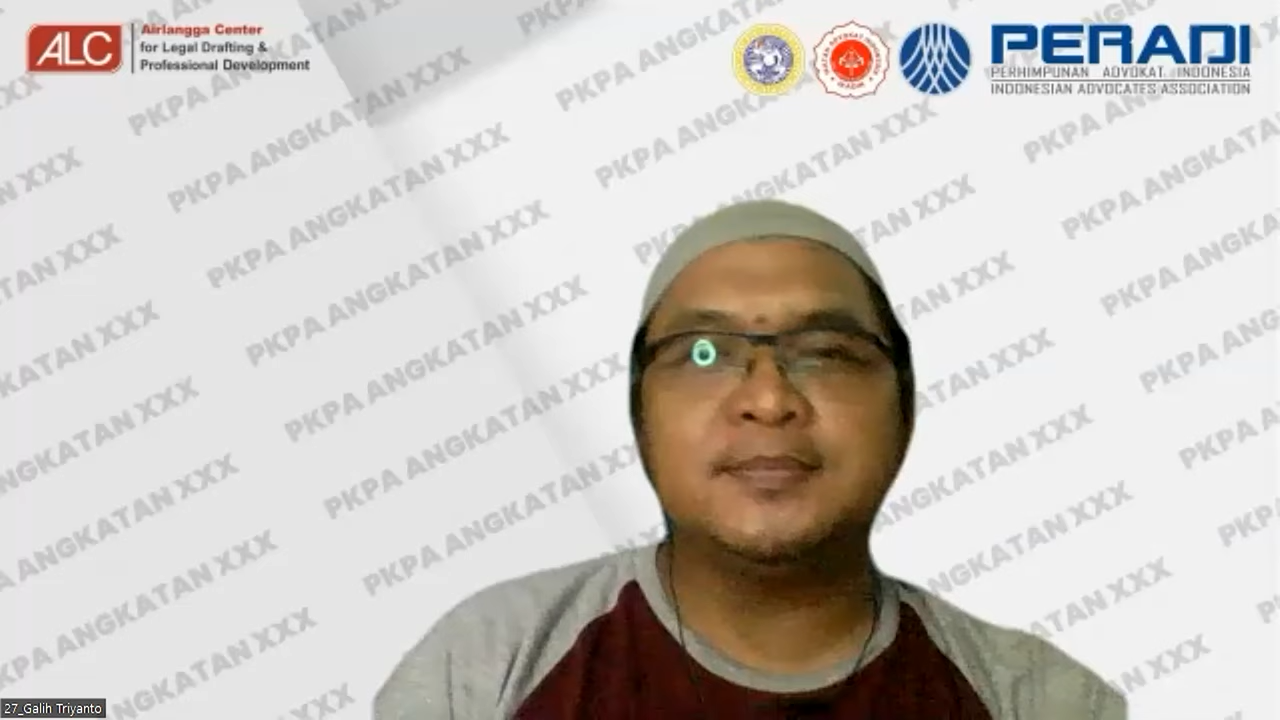 ALC
Airlangga Center
for Legal Drafting &
Professional Development
PERADI
PERHIMPUNAN ADVOKAT INDONESIA
INDONESIAN ADVOCATES ASSOCIATION
PKPA ANGKATAN XXX
27_Galih Triyanto